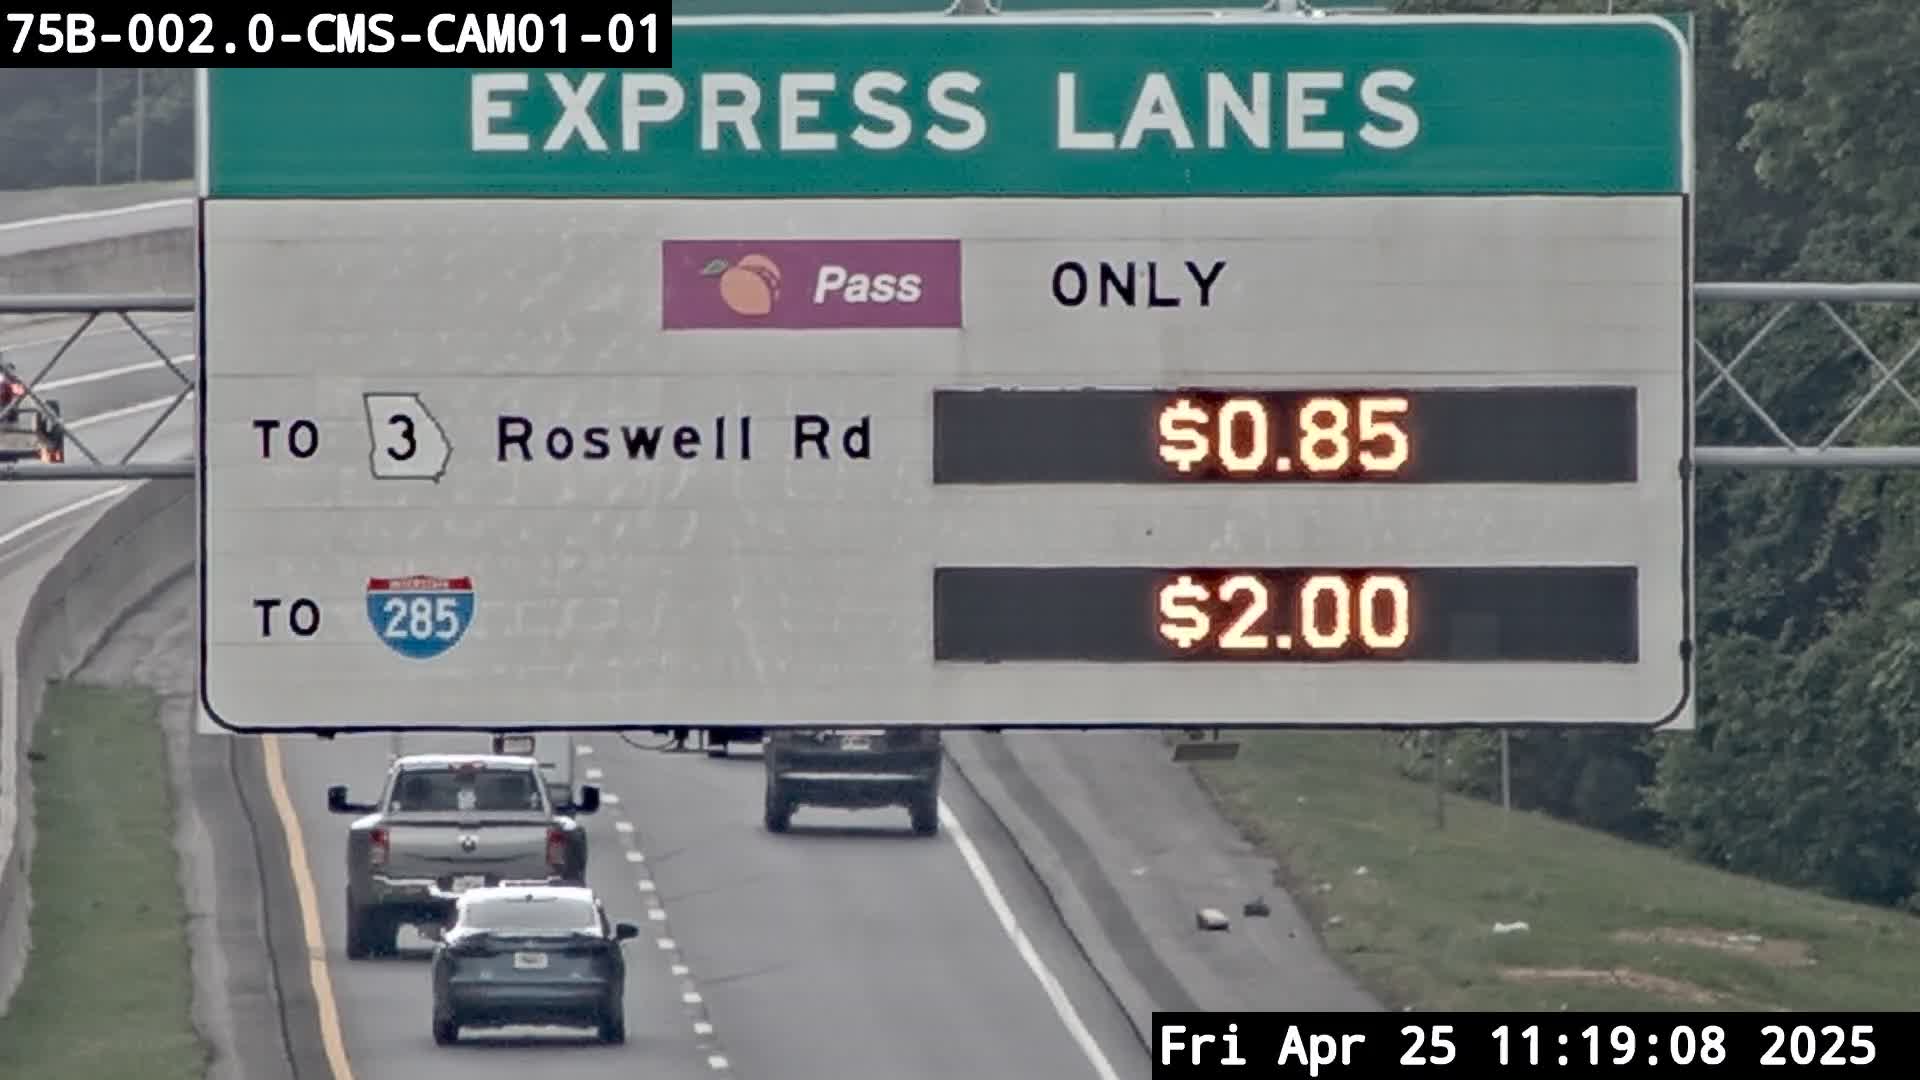 75B-002.0-CMS-CAM01-01
EXPRESS LANES
Pass ONLY
TO 3 Roswell Rd $0.85
INTERSTATE
TO 285 $2.00
Fri Apr 25 11:19:08 2025